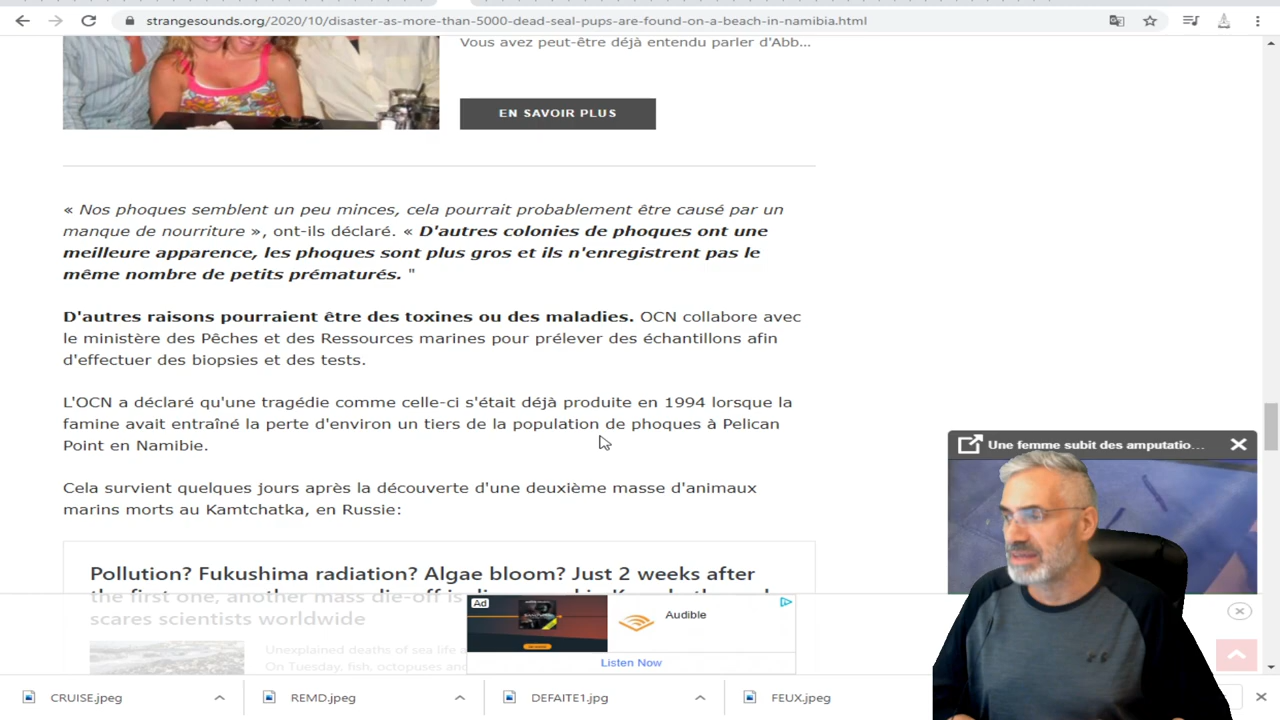 strangesounds.org/2020/10/disaster-as-more-than-5000-dead-seal-pups-are-found-on-a-beach-in-namibia.html
Vous avez peut-être déjà entendu parler d'Abb...
EN SAVOIR PLUS
« Nos phoques semblent un peu minces, cela pourrait probablement être causé par un
manque de nourriture », ont-ils déclaré. « D'autres colonies de phoques ont une
meilleure apparence, les phoques sont plus gros et ils n'enregistrent pas le
même nombre de petits prématurés. "
D'autres raisons pourraient être des toxines ou des maladies. OCN collabore avec
le ministère des Pêches et des Ressources marines pour prélever des échantillons afin
d'effectuer des biopsies et des tests.
L'OCN a déclaré qu'une tragédie comme celle-ci s'était déjà produite en 1994 lorsque la
famine avait entraîné la perte d'environ un tiers de la population de phoques à Pelican
Point en Namibie.
Cela survient quelques jours après la découverte d'une deuxième masse d'animaux
marins morts au Kamtchatka, en Russie:
Une femme subit des amputatio...
Pollution? Fukushima radiation? Algae bloom? Just 2 weeks after
the first one, another mass die-off is
scares scientists worldwide
Unexplained deaths of sea life
On Tuesday, fish, octopuses and
Ad
Audible
Listen Now
CRUISE.jpeg
REMD.jpeg
DEFAITE1.jpg
FEUX.jpeg